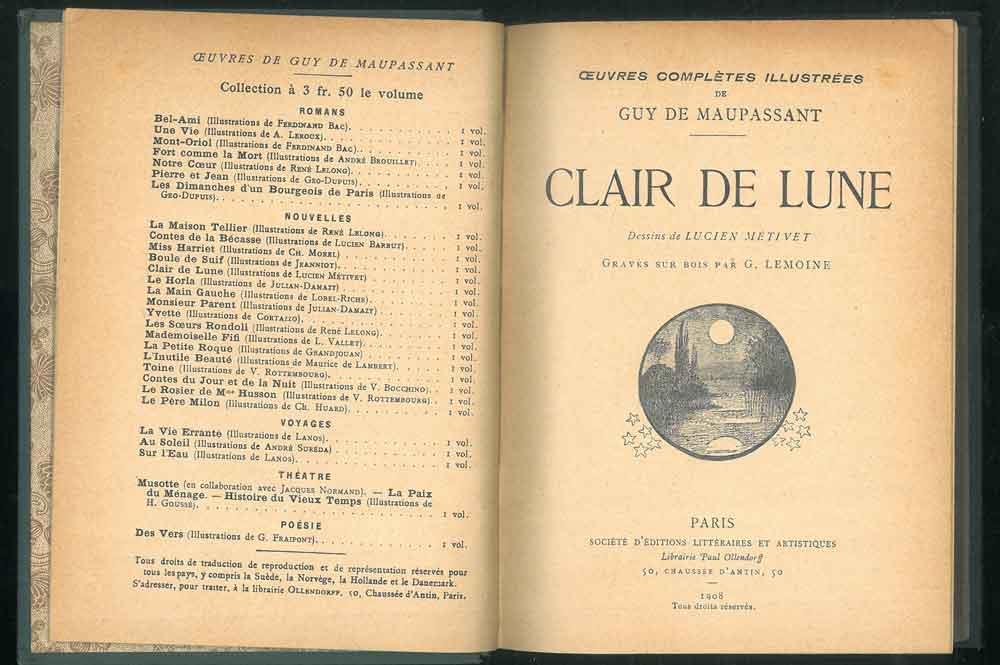 ŒUVRES DE GUY DE MAUPASSANT
Collection à 3 fr. 50 le volume
ROMANS
Bel-Ami (Illustrations de FERDINAND BAC). . . . . . . . . . . . 1 vol.
Une Vie (Illustrations de A. LEROUX). . . . . . . . . . . . . . 1 vol.
Mont-Oriol (Illustrations de FERDINAND BAC). . . . . . . . . . 1 vol.
Fort comme la Mort (Illustrations de ANDRÉ BROUILLET). . . . . 1 vol.
Notre Cœur (Illustrations de RENÉ LELONG). . . . . . . . . . . 1 vol.
Pierre et Jean (Illustrations de GEO-DUPUIS). . . . . . . . . . 1 vol.
Les Dimanches d'un Bourgeois de Paris (Illustrations de
GEO-DUPUIS). . . . . . . . . . . . . . . . . . . . . . . . 1 vol.
NOUVELLES
La Maison Tellier (Illustrations de RENÉ LELONG). . . . . . . . 1 vol.
Contes de la Bécasse (Illustrations de LUCIEN BARBUT). . . . . 1 vol.
Miss Harriet (Illustrations de CH. MOREL) . . . . . . . . . . . 1 vol.
Boule de Suif (Illustrations de JEANNIOT). . . . . . . . . . . 1 vol.
Clair de Lune (Illustrations de LUCIEN MÉTIVET) . . . . . . . . 1 vol.
Le Horla (Illustrations de JULIAN-DAMAZY) . . . . . . . . . . . 1 vol.
La Main Gauche (Illustrations de LOBEL-RICHE). . . . . . . . . 1 vol.
Monsieur Parent (Illustrations de JULIAN-DAMAZY . . . . . . . . 1 vol.
Yvette (Illustrations de CORTAZZO) . . . . . . . . . . . . . . 1 vol.
Les Sœurs Rondoli (Illustrations de René LELONG). . . . . . . . 1 vol.
Mademoiselle Fifi (Illustrations de L. VALLET). . . . . . . . . 1 vol.
La Petite Roque (Illustrations de GRANDJOUAN) . . . . . . . . . 1 vol.
L'Inutile Beauté (Illustrations de Maurice de LAMBERT). . . . . 1 vol.
Toine (Illustrations de V. ROTTEMBOURG). . . . . . . . . . . . 1 vol.
Contes du Jour et de la Nuit (Illustrations de V. BOCCHINO). . 1 vol.
Le Rosier de Mme Husson (Illustrations de V. ROTTEMBOURG). . 1 vol.
Le Père Milon (Illustrations de CH. HUARD). . . . . . . . . . . 1 vol.
VOYAGES
La Vie Errante (Illustrations de LANOS). . . . . . . . . . . . 1 vol.
Au Soleil (Illustrations de ANDRÉ SURÉDA) . . . . . . . . . . . 1 vol.
Sur l'Eau (Illustrations de LANOS). . . . . . . . . . . . . . . 1 vol.
THÉATRE
Musotte (en collaboration avec JACQUES NORMAND). — La Paix
du Ménage. — Histoire du Vieux Temps (Illustrations de
H. GOUSSÉ). . . . . . . . . . . . . . . . . . . . . . . . 1 vol.
POÉSIE
Des Vers (Illustrations de G. FRAIPONT). . . . . . . . . . . . 1 vol.
Tous droits de traduction de reproduction et de représentation réservés pour
tous les pays, y compris la Suède, la Norvège, la Hollande et le Danemark.
S'adresser, pour traiter, à la librairie OLLENDORFF, 50, Chaussée d'Antin, Paris.
ŒUVRES COMPLÈTES ILLUSTRÉES
DE
GUY DE MAUPASSANT
CLAIR DE LUNE
Dessins de LUCIEN MÉTIVET
GRAVÉS SUR BOIS PAR G. LEMOINE
PARIS
SOCIÉTÉ D'ÉDITIONS LITTÉRAIRES ET ARTISTIQUES
Librairie Paul Ollendorff
50, CHAUSSÉE D'ANTIN, 50
1908
Tous droits réservés.